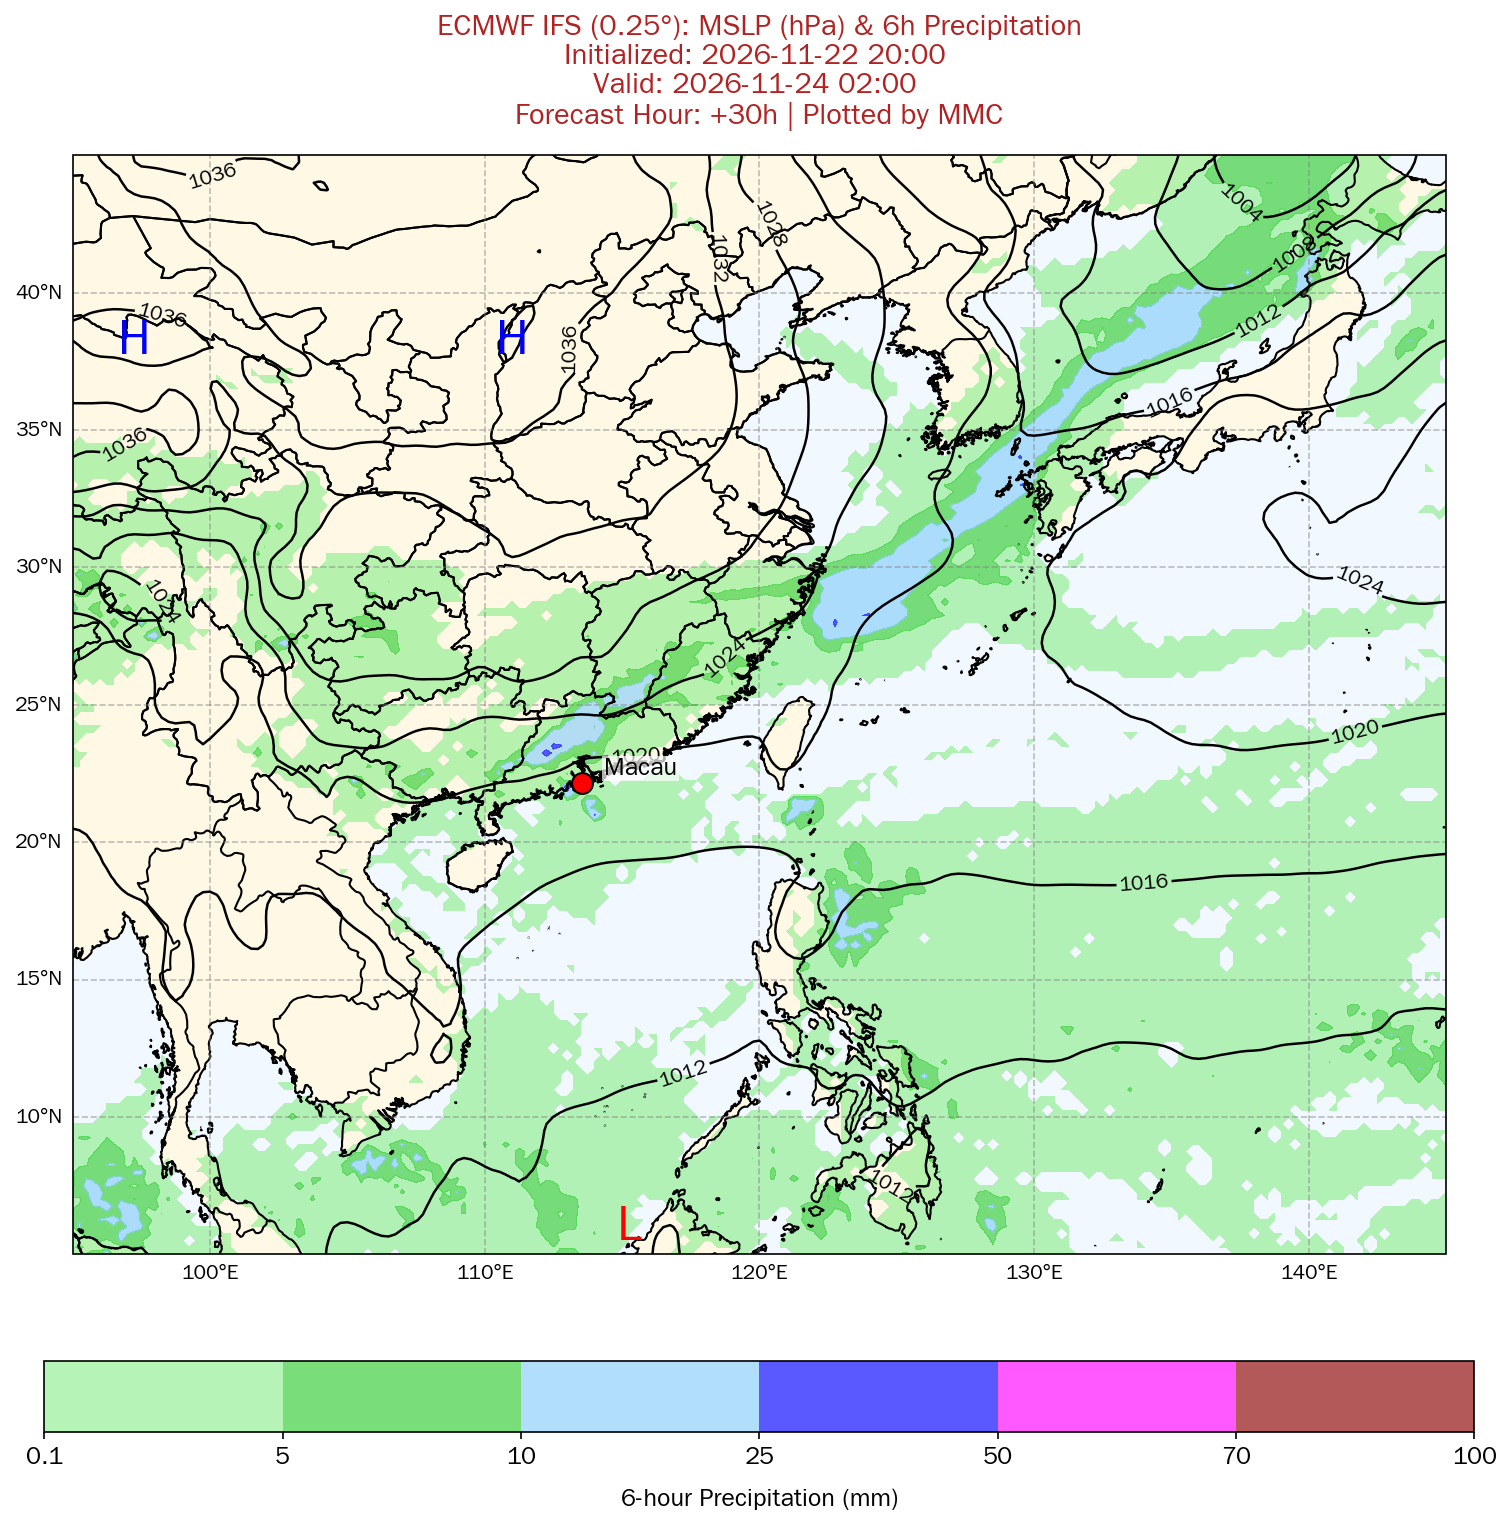 ECMWF IFS (0.25°): MSLP (hPa) & 6h Precipitation
Initialized: 2026-11-22 20:00
Valid: 2026-11-24 02:00
Forecast Hour: +30h | Plotted by MMC
1036
1004
1028
1032
1008
40°N
1036
H
H
1036
1012
1016
35°N
1036
30°N
1024
1024
1024
25°N
1020
1020
Macau
20°N
1016
15°N
1012
10°N
1012
L
100°E
110°E
120°E
130°E
140°E
0.1
5
10
25
50
70
100
6-hour Precipitation (mm)